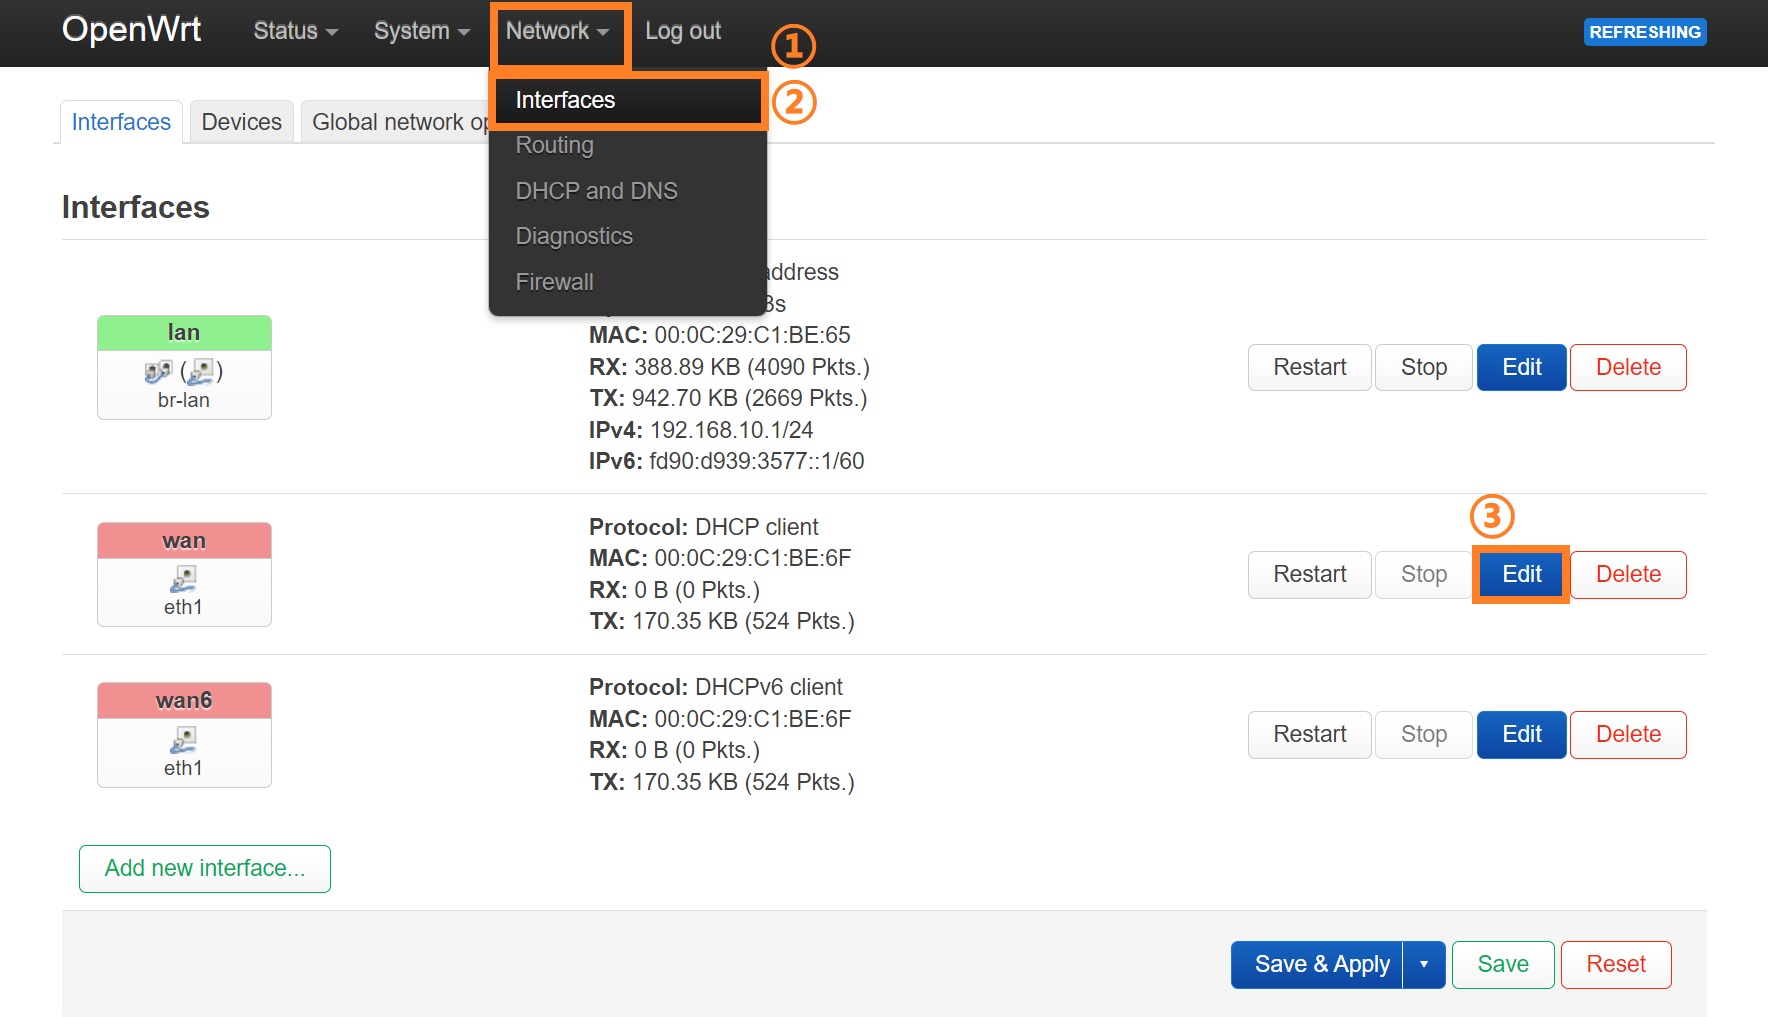 OpenWrt Status System Network Log out REFRESHING
①
Interfaces ②
Interfaces Devices Global network op
Routing
DHCP and DNS
Diagnostics
Firewall
Interfaces
address
3s
lan
MAC: 00:0C:29:C1:BE:65
RX: 388.89 KB (4090 Pkts.)
TX: 942.70 KB (2669 Pkts.)
IPv4: 192.168.10.1/24
IPv6: fd90:d939:3577::1/60
( )
br-lan
Restart Stop Edit Delete
wan
eth1
Protocol: DHCP client
MAC: 00:0C:29:C1:BE:6F
RX: 0 B (0 Pkts.)
TX: 170.35 KB (524 Pkts.)
③
Restart Stop Edit Delete
wan6
eth1
Protocol: DHCPv6 client
MAC: 00:0C:29:C1:BE:6F
RX: 0 B (0 Pkts.)
TX: 170.35 KB (524 Pkts.)
Restart Stop Edit Delete
Add new interface...
Save & Apply Save Reset